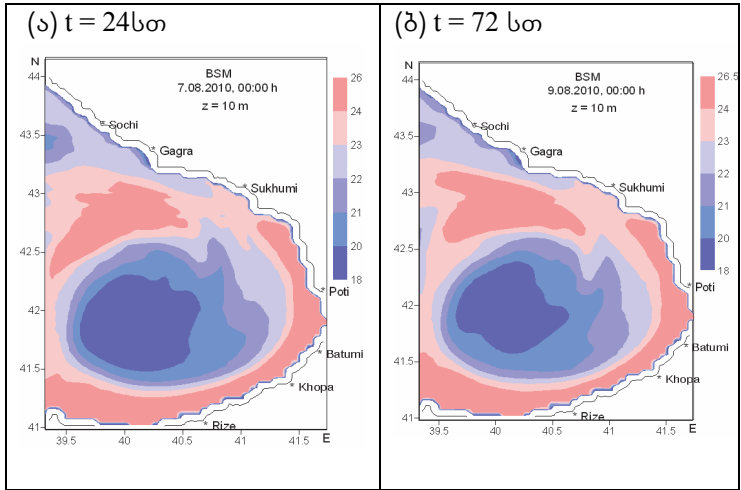 (ა) t = 24სთ
N
44
43.5
43
42.5
42
41.5
41
BSM
7.08.2010, 00:00 h
z = 10 m
Sochi
Gagra
Sukhumi
Poti
Batumi
Khopa
Rize
26
24
23
22
21
20
18
39.5 40 40.5 41 41.5 E
(ბ) t = 72 სთ
N
44
43.5
43
42.5
42
41.5
41
BSM
9.08.2010, 00:00 h
z = 10 m
Sochi
Gagra
Sukhumi
Poti
Batumi
Khopa
Rize
26.5
24
23
22
21
20
18
39.5 40 40.5 41 41.5 E